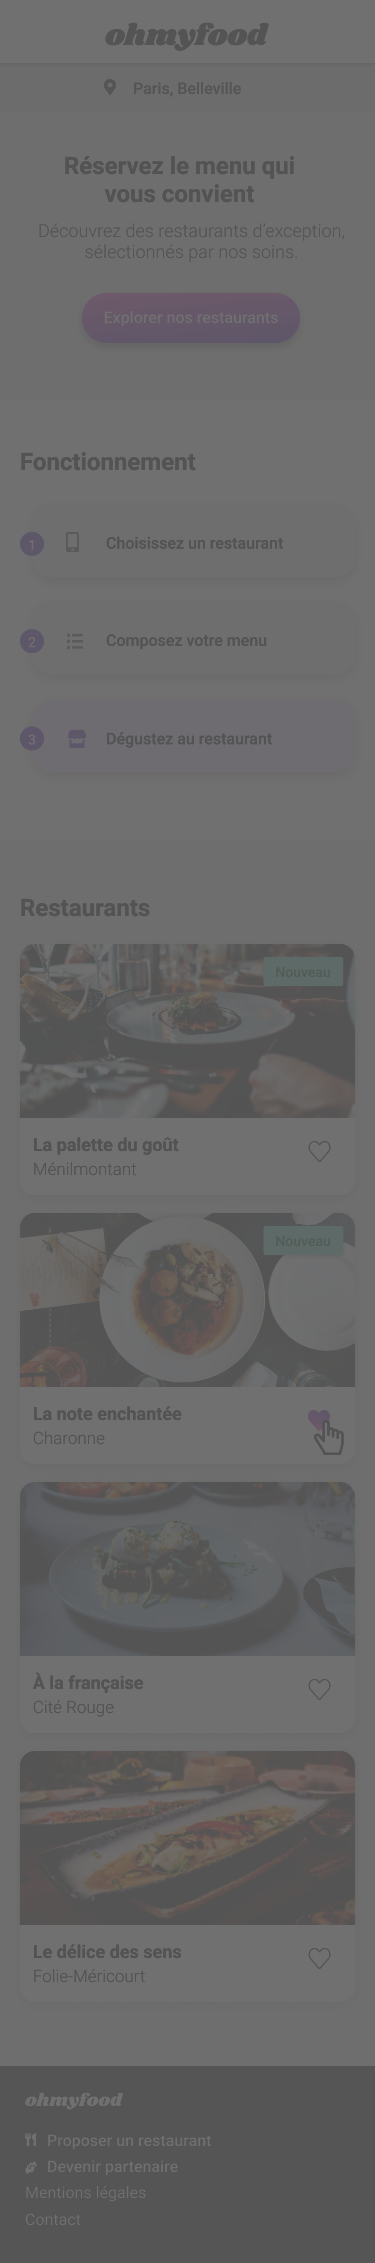 ohmyfood
Paris, Belleville
Réservez le menu qui
vous convient
Découvrez des restaurants d'exception,
sélectionnés par nos soins.
Explorer nos restaurants
Fonctionnement
1 Choisissez un restaurant
2 Composez votre menu
3 Dégustez au restaurant
Restaurants
Nouveau
La palette du goût
Ménilmontant
Nouveau
La note enchantée
Charonne
À la française
Cité Rouge
Le délice des sens
Folie-Méricourt
ohmyfood
Proposer un restaurant
Devenir partenaire
Mentions légales
Contact